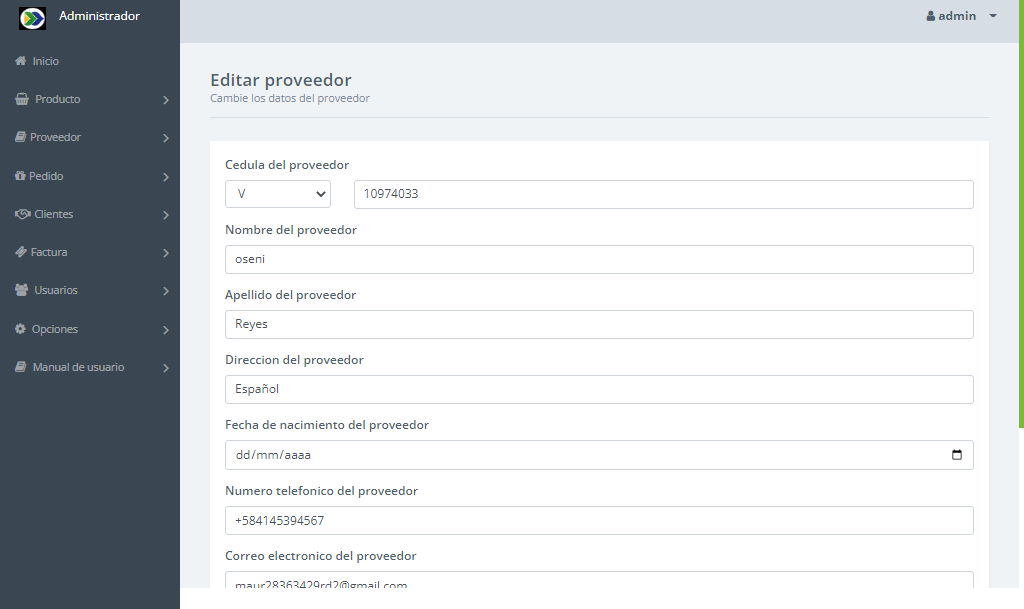 Administrador
admin
Inicio
Producto
Proveedor
Pedido
Clientes
Factura
Usuarios
Opciones
Manual de usuario
Editar proveedor
Cambie los datos del proveedor
Cedula del proveedor
V 10974033
Nombre del proveedor
oseni
Apellido del proveedor
Reyes
Direccion del proveedor
Español
Fecha de nacimiento del proveedor
dd/mm/aaaa
Numero telefonico del proveedor
+584145394567
Correo electronico del proveedor
maur28363429rd2@gmail.com